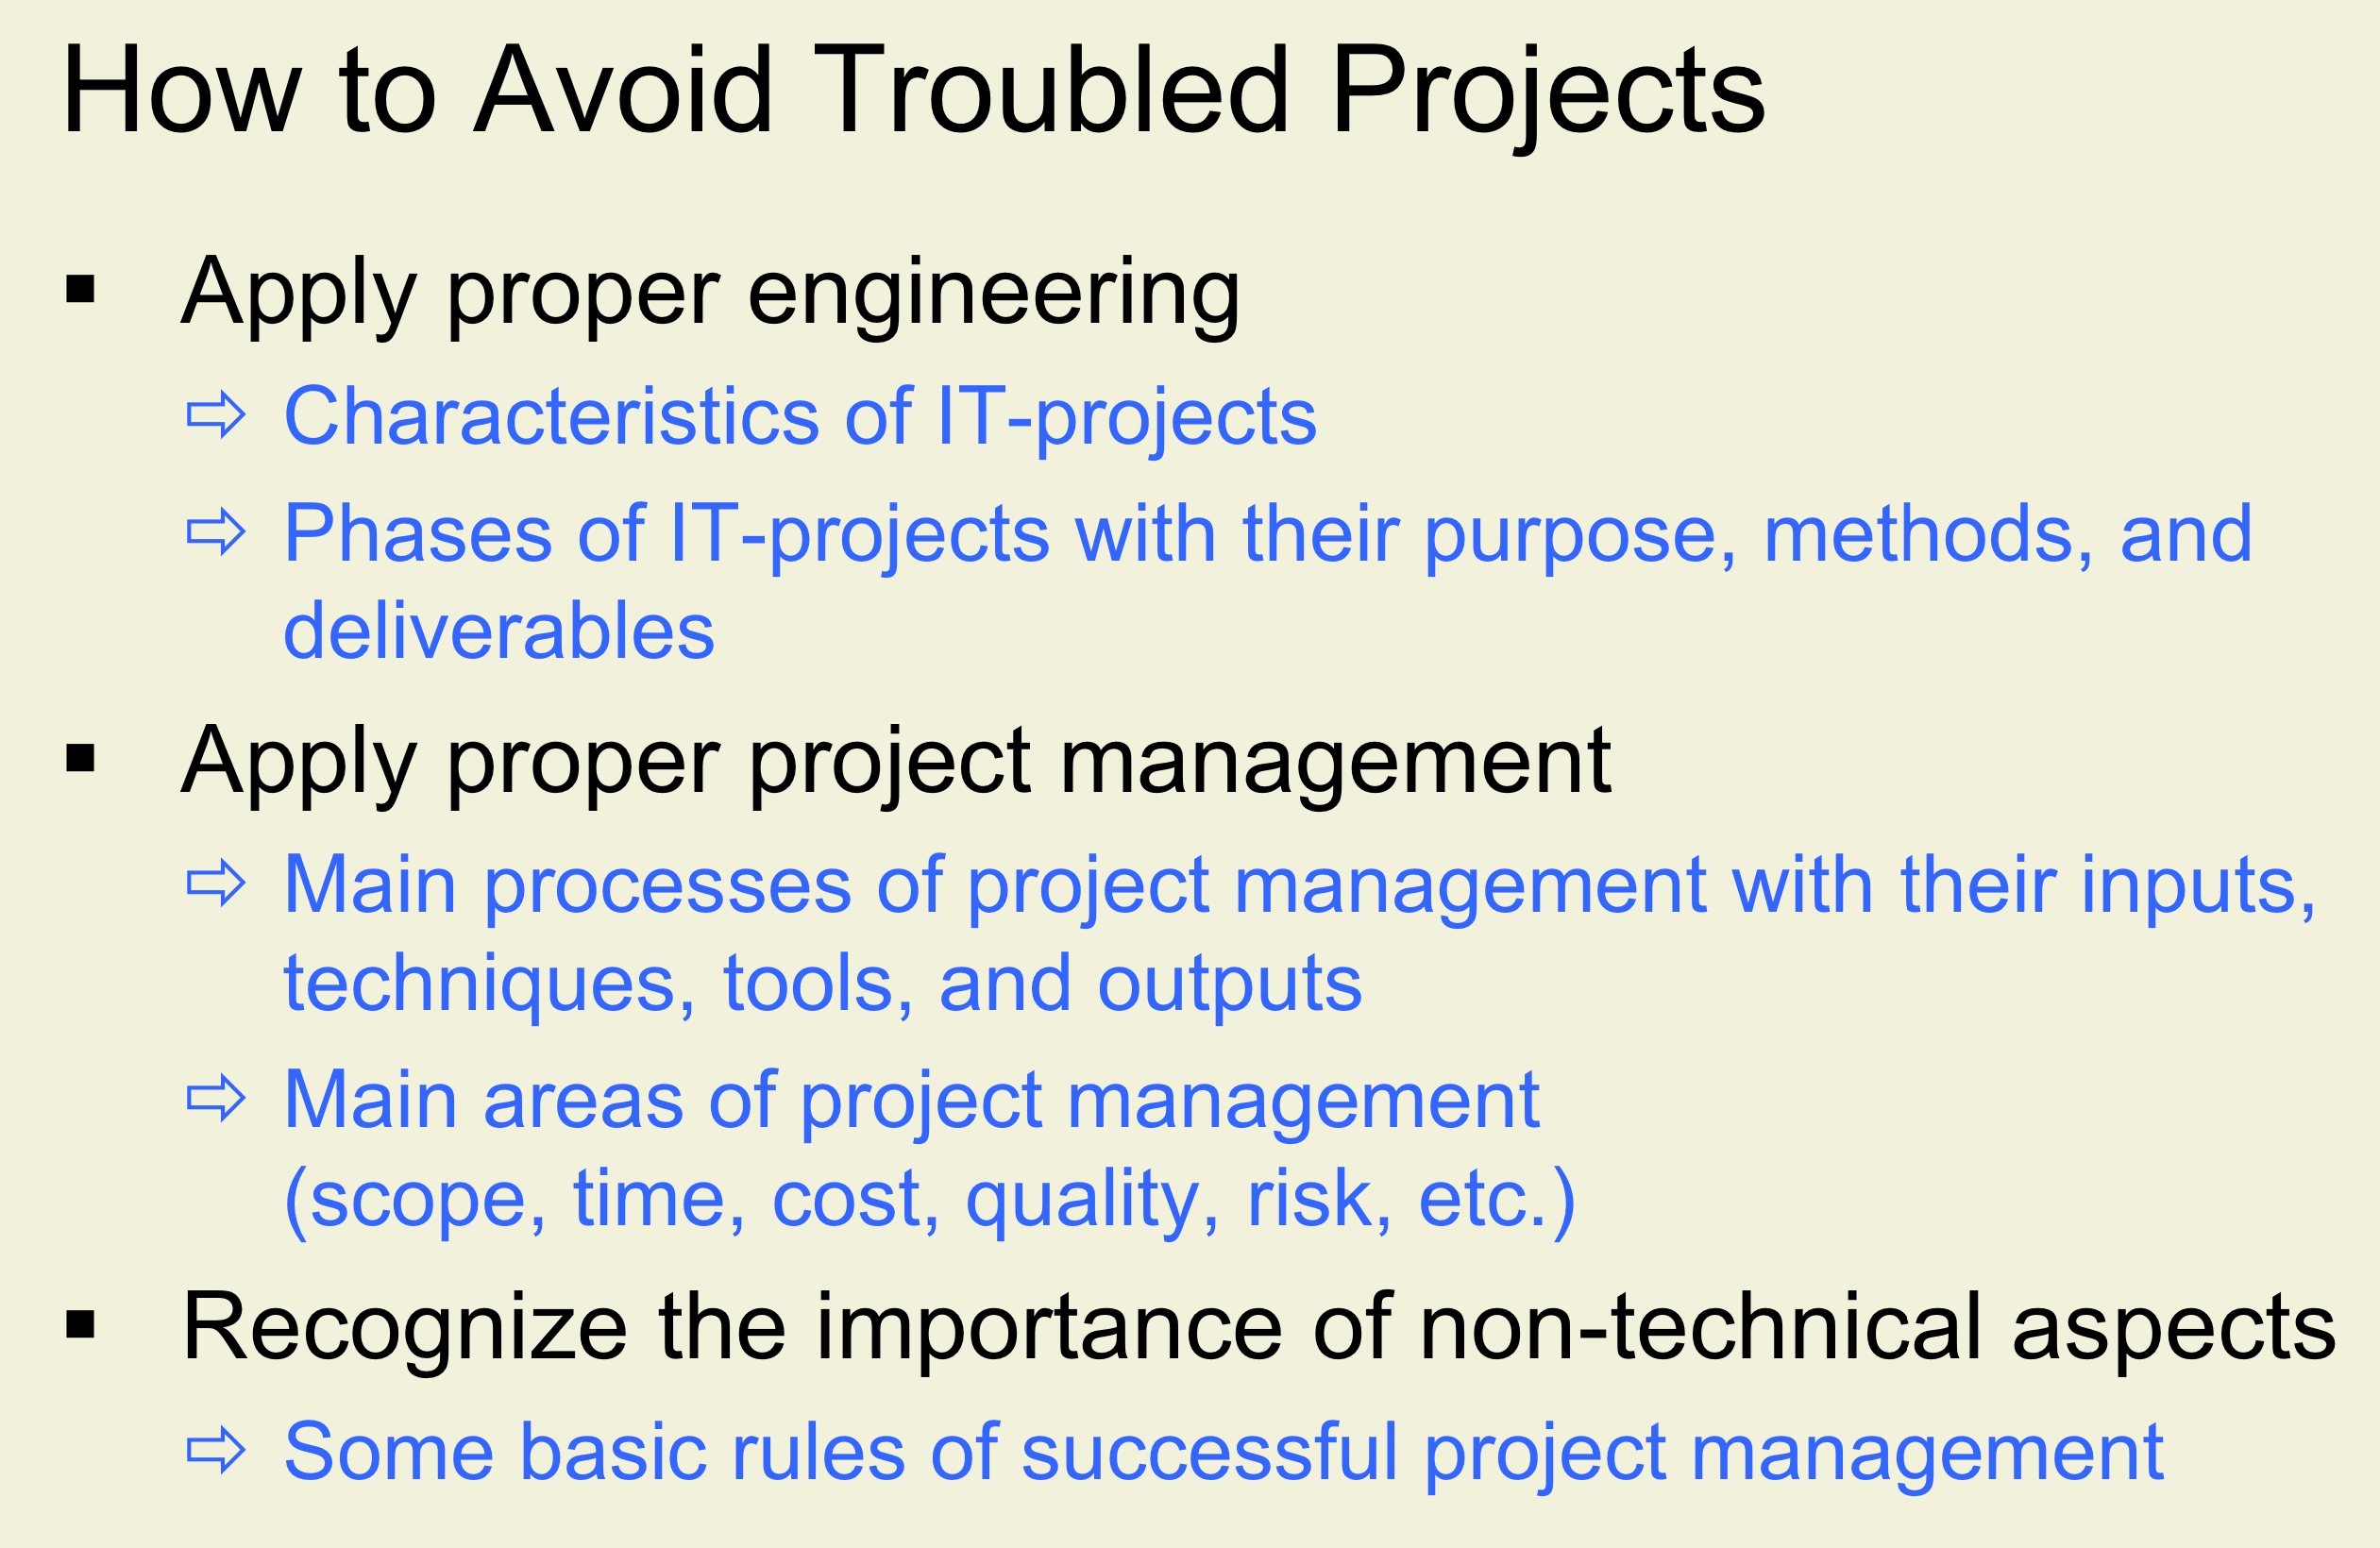 How to Avoid Troubled Projects
▪ Apply proper engineering
⇨ Characteristics of IT-projects
⇨ Phases of IT-projects with their purpose, methods, and
deliverables
▪ Apply proper project management
⇨ Main processes of project management with their inputs,
techniques, tools, and outputs
⇨ Main areas of project management
(scope, time, cost, quality, risk, etc.)
▪ Recognize the importance of non-technical aspects
⇨ Some basic rules of successful project management